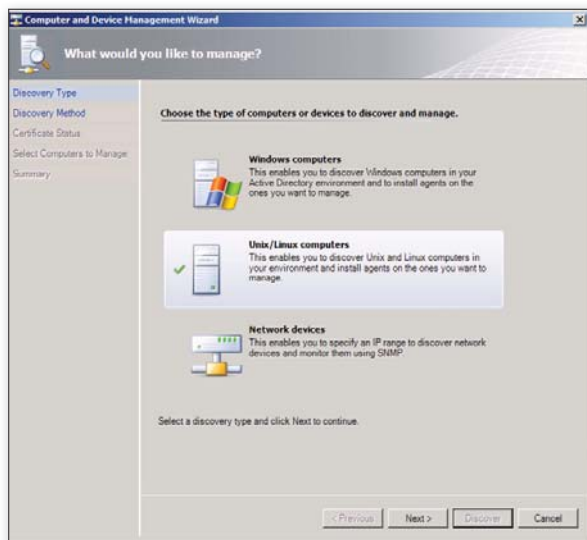 Computer and Device Management Wizard
What would you like to manage?
Discovery Type
Discovery Method
Certificate Status
Select Computers to Manage
Summary
Choose the type of computers or devices to discover and manage.
Windows computers
This enables you to discover Windows computers in your
Active Directory environment and to install agents on the
ones you want to manage.
Unix/Linux computers
This enables you to discover Unix and Linux computers in
your environment and install agents on the ones you want to
manage.
Network devices
This enables you to specify an IP range to discover network
devices and monitor them using SNMP.
Select a discovery type and click Next to continue.
< Previous
Next >
Discover
Cancel